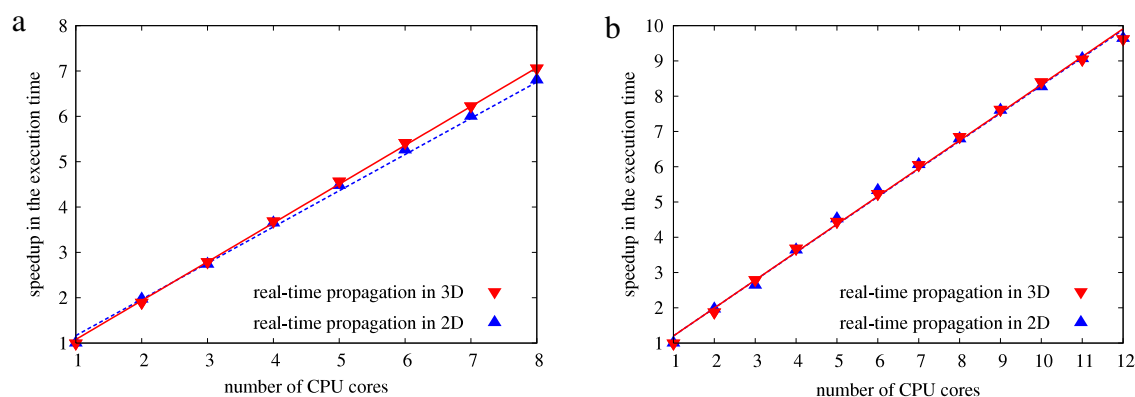 a
8
7
6
5
4
3
2
1
speedup in the execution time
real-time propagation in 3D
real-time propagation in 2D
1 2 3 4 5 6 7 8
number of CPU cores
b
10
9
8
7
6
5
4
3
2
1
speedup in the execution time
real-time propagation in 3D
real-time propagation in 2D
1 2 3 4 5 6 7 8 9 10 11 12
number of CPU cores